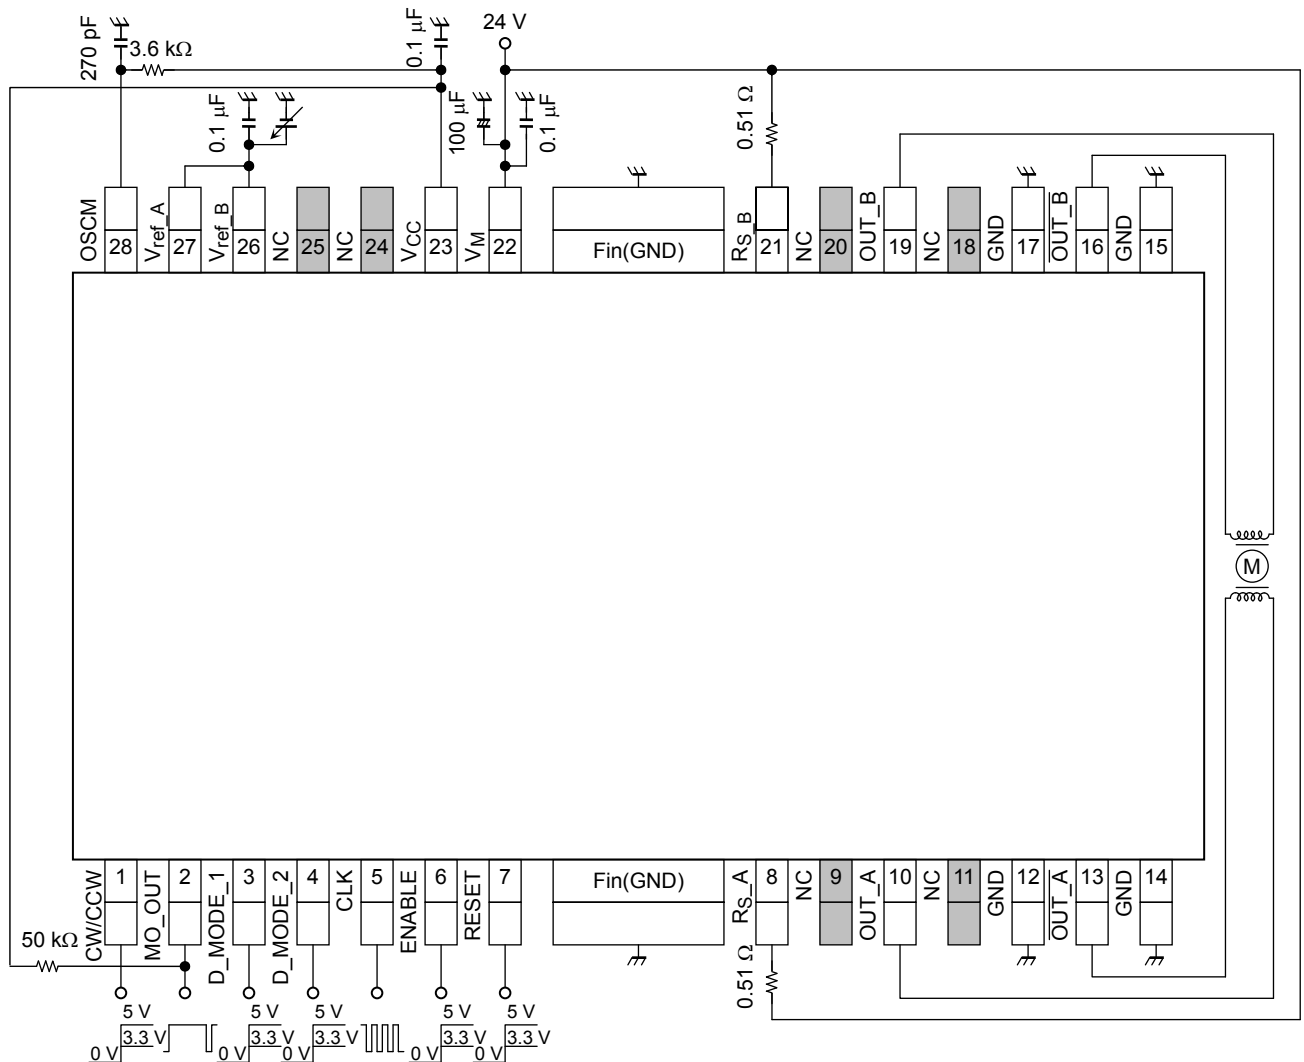 24 V
270 pF
3.6 kΩ
0.1 µF
0.1 µF
100 µF
0.1 µF
0.51 Ω
OSCM
Vref_A
Vref_B
NC
NC
VCC
VM
RS_B
NC
OUT_B
NC
GND
OUT_B
GND
28
27
26
25
24
23
22
Fin(GND)
21
20
19
18
17
16
15
M
1
2
3
4
5
6
7
Fin(GND)
8
9
10
11
12
13
14
CW/CCW
MO_OUT
D_MODE_1
D_MODE_2
CLK
ENABLE
RESET
RS_A
NC
OUT_A
NC
GND
OUT_A
GND
50 kΩ
0.51 Ω
5 V
5 V
5 V
5 V
5 V
3.3 V
3.3 V
3.3 V
3.3 V
3.3 V
0 V
0 V
0 V
0 V
0 V